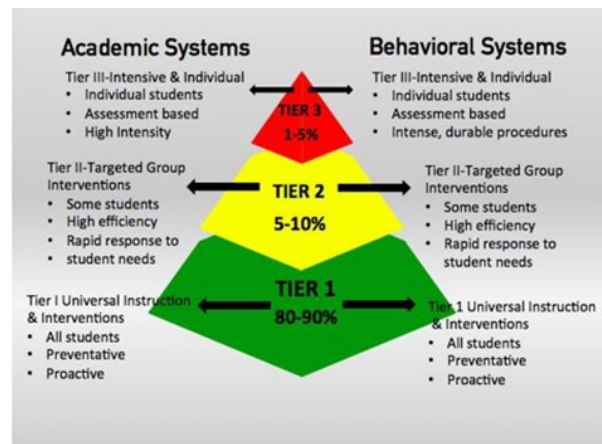 Academic Systems
Tier III-Intensive & Individual
• Individual students
• Assessment based
• High Intensity
Tier II-Targeted Group
Interventions
• Some students
• High efficiency
• Rapid response to
student needs
Tier I Universal Instruction
& Interventions
• All students
• Preventative
• Proactive
TIER 3
1-5%
TIER 2
5-10%
TIER 1
80-90%
Behavioral Systems
Tier III-Intensive & Individual
• Individual students
• Assessment based
• Intense, durable procedures
Tier II-Targeted Group
Interventions
• Some students
• High efficiency
• Rapid response to
student needs
Tier 1 Universal Instruction
& Interventions
• All students
• Preventative
• Proactive